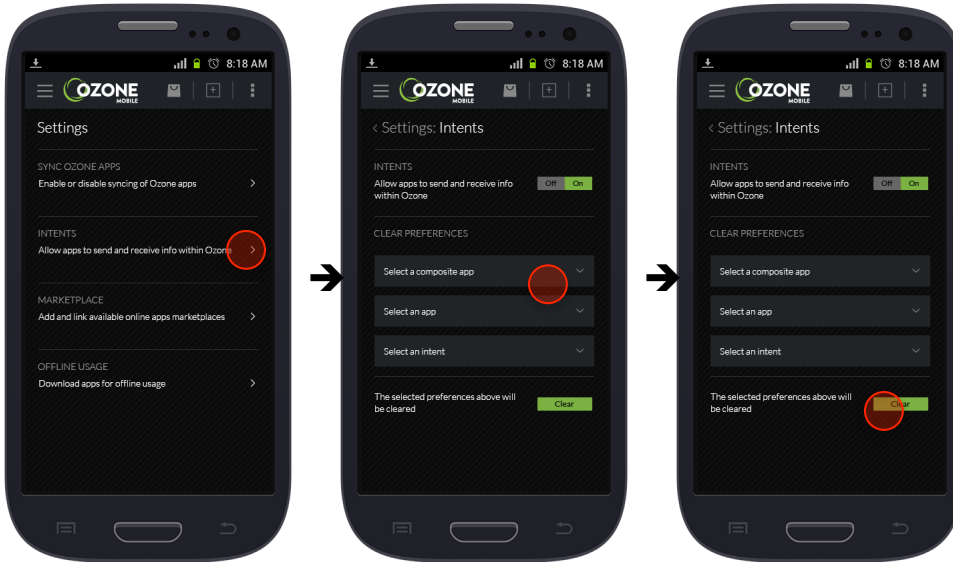 8:18 AM
OZONE
MOBILE
Settings
SYNC OZONE APPS
Enable or disable syncing of Ozone apps
INTENTS
Allow apps to send and receive info within Ozone
MARKETPLACE
Add and link available online apps marketplaces
OFFLINE USAGE
Download apps for offline usage
8:18 AM
OZONE
MOBILE
< Settings: Intents
INTENTS
Allow apps to send and receive info
within Ozone
Off On
CLEAR PREFERENCES
Select a composite app
Select an app
Select an intent
The selected preferences above will
be cleared
Clear
8:18 AM
OZONE
MOBILE
< Settings: Intents
INTENTS
Allow apps to send and receive info
within Ozone
Off On
CLEAR PREFERENCES
Select a composite app
Select an app
Select an intent
The selected preferences above will
be cleared
Clear